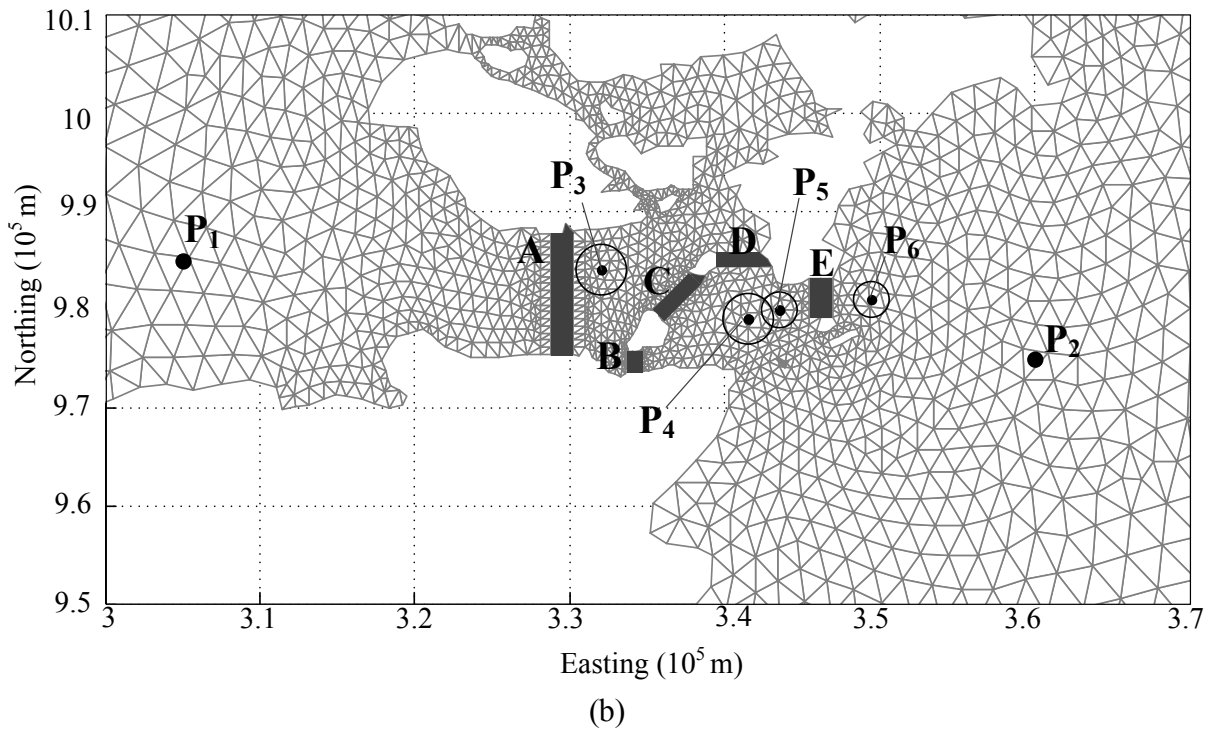 10.1
10
9.9
9.8
9.7
9.6
9.5
Northing (10⁵ m)
P₁
P₃
A
B
C
D
P₄
P₅
E
P₆
P₂
3 3.1 3.2 3.3 3.4 3.5 3.6 3.7
Easting (10⁵ m)
(b)